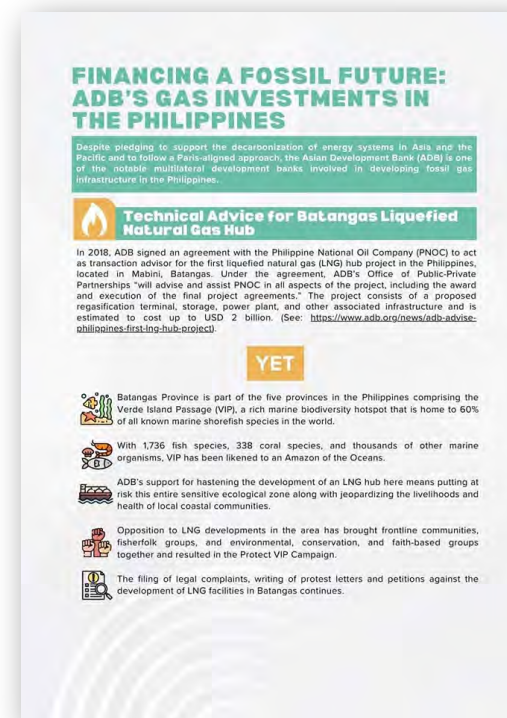 FINANCING A FOSSIL FUTURE:
ADB'S GAS INVESTMENTS IN
THE PHILIPPINES
Despite pledging to support the decarbonization of energy systems in Asia and the
Pacific and to follow a Paris-aligned approach, the Asian Development Bank (ADB) is one
of the notable multilateral development banks involved in developing fossil gas
infrastructure in the Philippines.
Technical Advice for Batangas Liquefied
Natural Gas Hub
In 2018, ADB signed an agreement with the Philippine National Oil Company (PNOC) to act
as transaction advisor for the first liquefied natural gas (LNG) hub project in the Philippines,
located in Mabini, Batangas. Under the agreement, ADB's Office of Public-Private
Partnerships "will advise and assist PNOC in all aspects of the project, including the award
and execution of the final project agreements." The project consists of a proposed
regasification terminal, storage, power plant, and other associated infrastructure and is
estimated to cost up to USD 2 billion. (See: https://www.adb.org/news/adb-advise-
philippines-first-lng-hub-project).
YET
Batangas Province is part of the five provinces in the Philippines comprising the
Verde Island Passage (VIP), a rich marine biodiversity hotspot that is home to 60%
of all known marine shorefish species in the world.
With 1,736 fish species, 338 coral species, and thousands of other marine
organisms, VIP has been likened to an Amazon of the Oceans.
ADB's support for hastening the development of an LNG hub here means putting at
risk this entire sensitive ecological zone along with jeopardizing the livelihoods and
health of local coastal communities.
Opposition to LNG developments in the area has brought frontline communities,
fisherfolk groups, and environmental, conservation, and faith-based groups
together and resulted in the Protect VIP Campaign.
The filing of legal complaints, writing of protest letters and petitions against the
development of LNG facilities in Batangas continues.